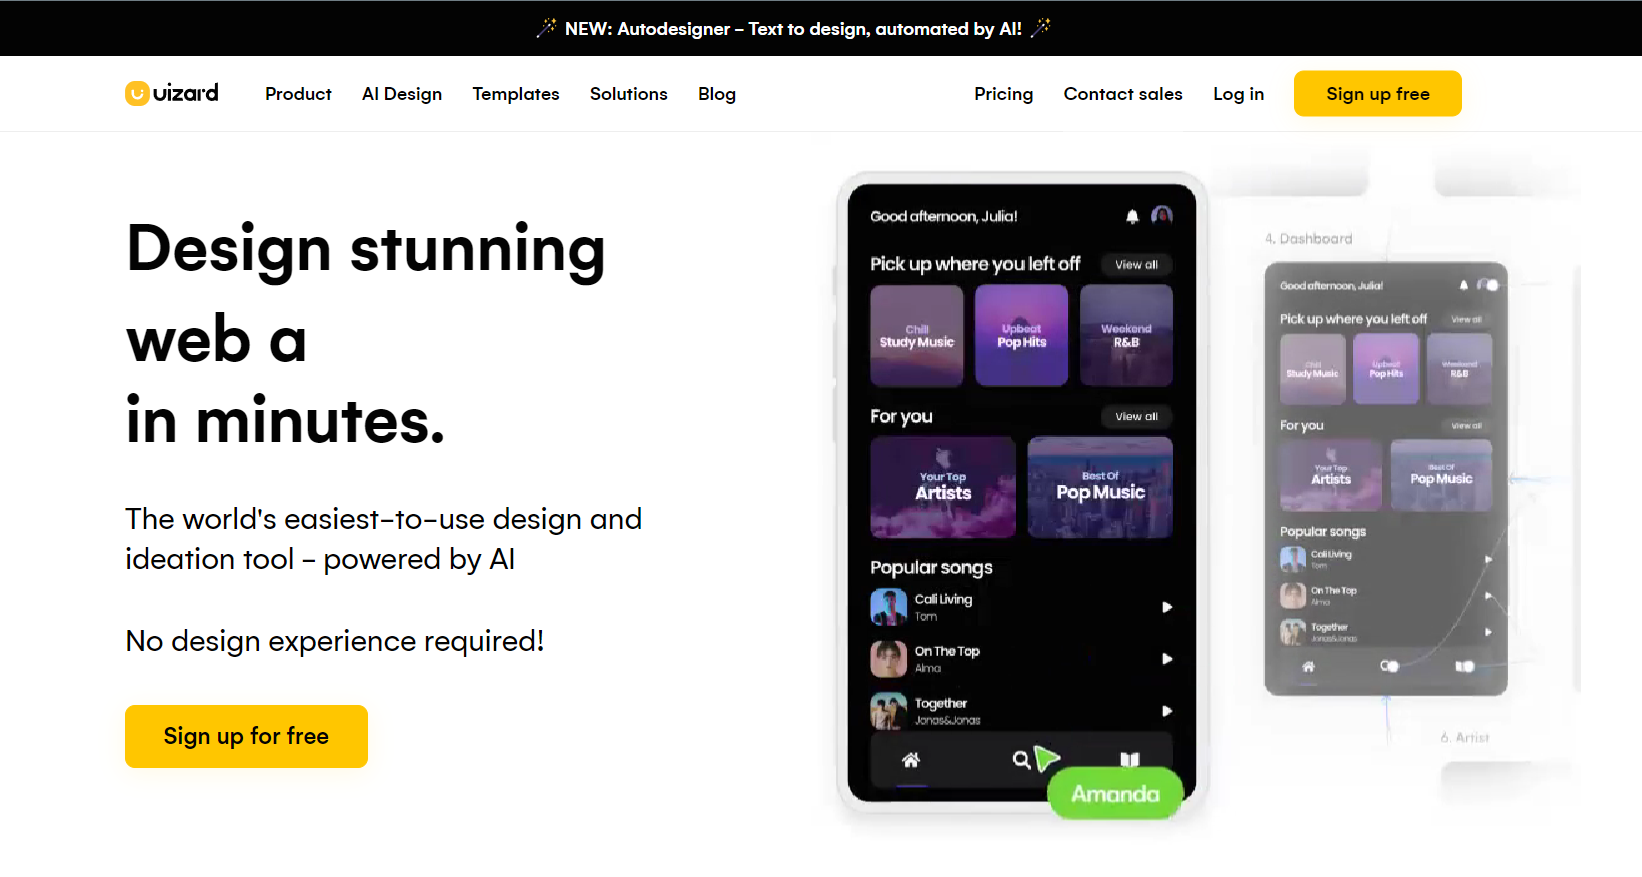 NEW: Autodesigner - Text to design, automated by AI!
uizard
Product
AI Design
Templates
Solutions
Blog
Pricing
Contact sales
Log in
Sign up free
Design stunning
web a
in minutes.
The world's easiest-to-use design and
ideation tool - powered by AI
No design experience required!
Sign up for free
Good afternoon, Julia!
Pick up where you left off
View all
Chill
Study Music
Upbeat
Pop Hits
Weekend
R&B
For you
View all
Your Top
Artists
Best Of
Pop Music
Popular songs
Cali Living
Tom
On The Top
Alma
Together
Jonas&Jonas
Amanda
4. Dashboard
Good afternoon, Julia!
Pick up where you left off
View all
Chill
Study Music
Upbeat
Pop Hits
Weekend
R&B
For you
View all
Your Top
Artists
Best Of
Pop Music
Popular songs
Cali Living
Tom
On The Top
Alma
Together
Jonas&Jonas
6. Artist